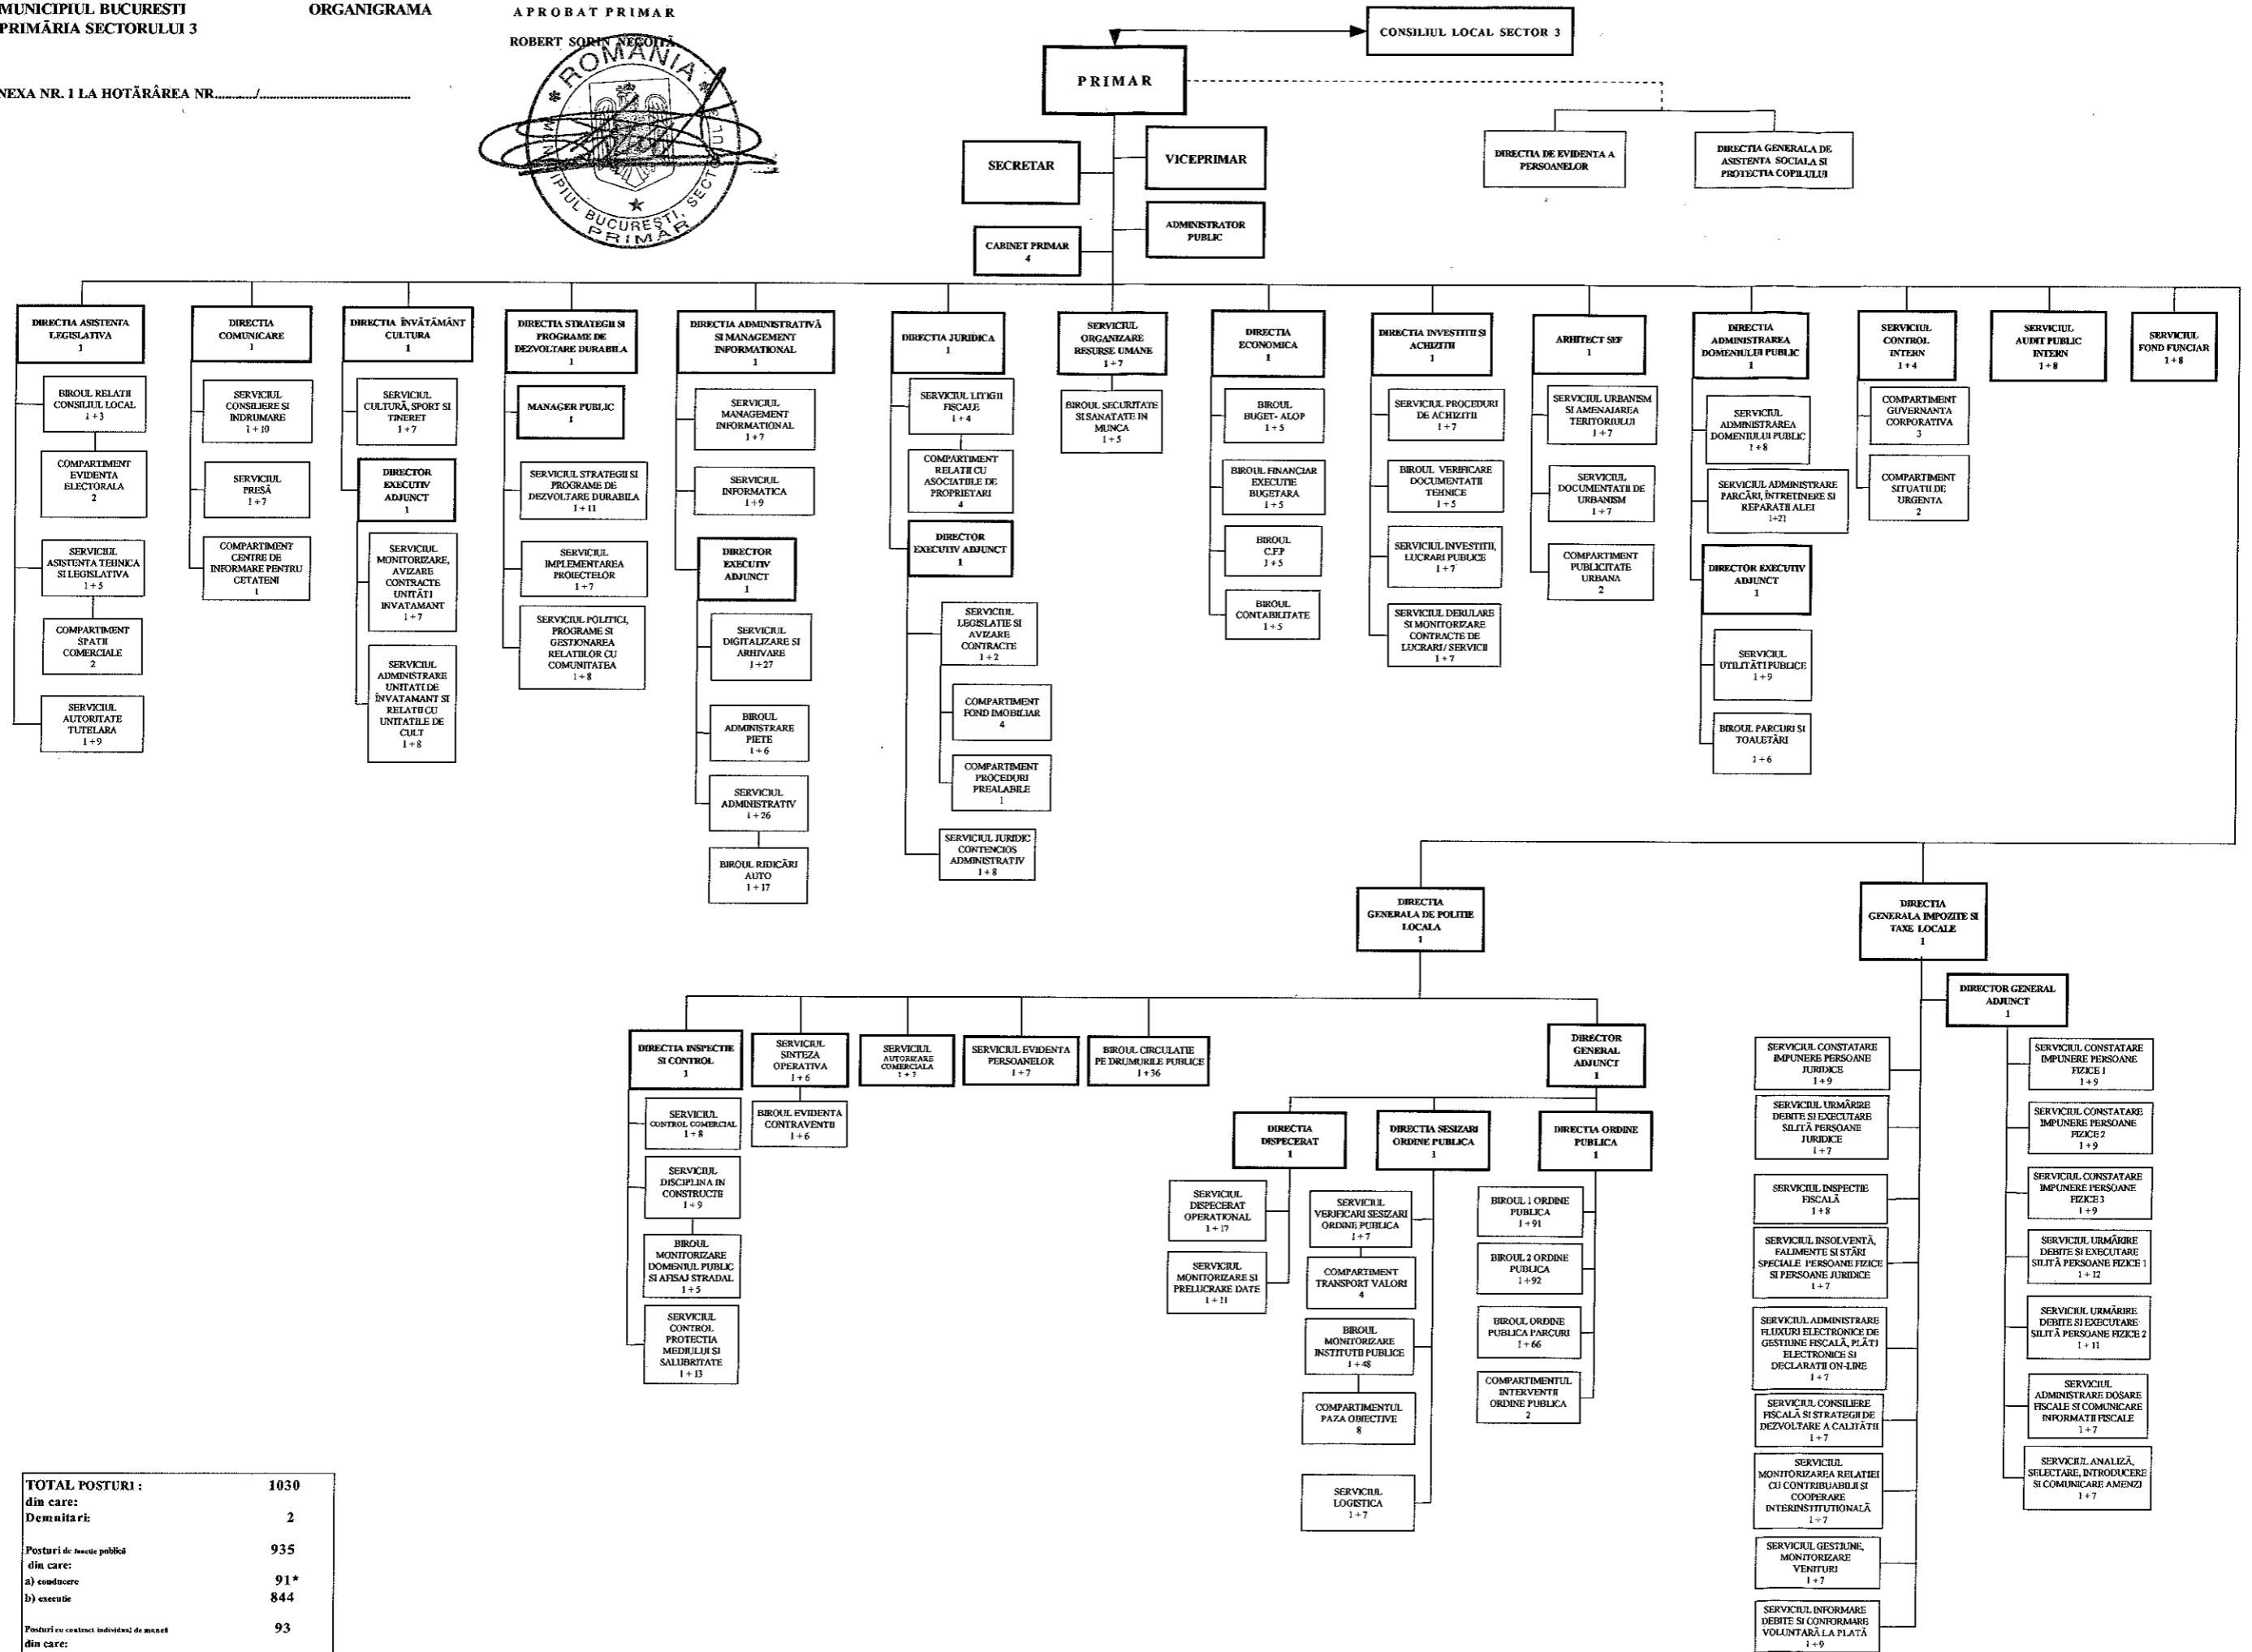 MUNICIPIUL BUCURESTI
PRIMĂRIA SECTORULUI 3
ORGANIGRAMA
APROBAT PRIMAR
ROBERT SORIN NEGOITĂ
NEXA NR. 1 LA HOTĂRÂREA NR........../..........................................
ROMÂNIA
BUCUREȘTI, SECTO
PRIMAR
CONSILIUL LOCAL SECTOR 3
PRIMAR
SECRETAR
VICEPRIMAR
CABINET PRIMAR
4
ADMINISTRATOR
PUBLIC
DIRECTIA DE EVIDENTA A
PERSOANELOR
DIRECTIA GENERALA DE
ASISTENTA SOCIALA SI
PROTECTIA COPILULUI
DIRECTIA ASISTENTA
LEGISLATIVA
1
BIROUL RELATII
CONSILIUL LOCAL
1+3
COMPARTIMENT
EVIDENTA
ELECTORALA
2
SERVICIUL
ASISTENTA TEHNICA
SI LEGISLATIVA
1+5
COMPARTIMENT
SPATII
COMERCIALE
2
SERVICIUL
AUTORITATE
TUTELARA
1+9
DIRECTIA
COMUNICARE
1
SERVICIUL
CONSILIERE SI
INDRUMARE
1+10
SERVICIUL
PRESĂ
1+7
COMPARTIMENT
CENTRE DE
INFORMARE PENTRU
CETATENI
1
DIRECTIA ÎNVĂTĂMÂNT
CULTURA
1
SERVICIUL
CULTURĂ, SPORT SI
TINERET
1+7
DIRECTOR
EXECUTIV
ADJUNCT
1
SERVICIUL
MONITORIZARE,
AVIZARE
CONTRACTE
UNITĂTI
INVATAMANT
1+7
SERVICIUL
ADMINISTRARE
UNITATI DE
ÎNVATAMANT SI
RELATII CU
UNITATILE DE
CULT
1+8
DIRECTIA STRATEGII SI
PROGRAME DE
DEZVOLTARE DURABILA
1
MANAGER PUBLIC
1
SERVICIUL STRATEGII SI
PROGRAME DE
DEZVOLTARE DURABILA
1+11
SERVICIUL
IMPLEMENTAREA
PROIECTELOR
1+7
SERVICIUL POLITICI,
PROGRAME SI
GESTIONAREA
RELATIILOR CU
COMUNITATEA
1+8
DIRECTIA ADMINISTRATIVĂ
SI MANAGEMENT
INFORMATIONAL
1
SERVICIUL
MANAGEMENT
INFORMATIONAL
1+7
SERVICIUL
INFORMATICA
1+9
DIRECTOR
EXECUTIV
ADJUNCT
1
SERVICIUL
DIGITALIZARE SI
ARHIVARE
1+27
BIROUL
ADMINISTRARE
PIETE
1+6
SERVICIUL
ADMINISTRATIV
1+26
BIROUL RIDICĂRI
AUTO
1+17
DIRECTIA JURIDICA
1
SERVICIUL LITIGII
FISCALE
1+4
COMPARTIMENT
RELATII CU
ASOCIATIILE DE
PROPRIETARI
4
DIRECTOR
EXECUTIV ADJUNCT
1
SERVICIUL
LEGISLATIE SI
AVIZARE
CONTRACTE
1+2
COMPARTIMENT
FOND IMOBILIAR
4
COMPARTIMENT
PROCEDURI
PREALABILE
1
SERVICIUL JURIDIC
CONTENCIOS
ADMINISTRATIV
1+8
SERVICIUL
ORGANIZARE
RESURSE UMANE
1+7
BIROUL SECURITATE
SI SANATATE IN
MUNCA
1+5
DIRECTIA
ECONOMICA
1
BIROUL
BUGET- ALOP
1+5
BIROUL FINANCIAR
EXECUTIE
BUGETARA
1+5
BIROUL
C.F.P
1+5
BIROUL
CONTABILITATE
1+5
DIRECTIA INVESTITII SI
ACHIZITII
1
SERVICIUL PROCEDURI
DE ACHIZITII
1+7
BIROUL VERIFICARE
DOCUMENTATII
TEHNICE
1+5
SERVICIUL INVESTITII,
LUCRARI PUBLICE
1+7
SERVICIUL DERULARE
SI MONITORIZARE
CONTRACTE DE
LUCRARI/ SERVICII
1+7
ARHITECT SEF
1
SERVICIUL URBANISM
SI AMENAJAREA
TERITORIULUI
1+7
SERVICIUL
DOCUMENTATII DE
URBANISM
1+7
COMPARTIMENT
PUBLICITATE
URBANA
2
DIRECTIA
ADMINISTRAREA
DOMENIULUI PUBLIC
1
SERVICIUL
ADMINISTRAREA
DOMENIULUI PUBLIC
1+8
SERVICIUL ADMINISTRARE
PARCĂRI, ÎNTRETINERE SI
REPARATII ALEI
1+21
DIRECTOR EXECUTIV
ADJUNCT
1
SERVICIUL
UTILITĂTI PUBLICE
1+9
BIROUL PARCURI SI
TOALETĂRI
1+6
SERVICIUL
CONTROL
INTERN
1+4
COMPARTIMENT
GUVERNANTA
CORPORATIVA
3
COMPARTIMENT
SITUATII DE
URGENTA
2
SERVICIUL
AUDIT PUBLIC
INTERN
1+8
SERVICIUL
FOND FUNCIAR
1+8
DIRECTIA
GENERALA DE POLITIE
LOCALA
1
DIRECTIA INSPECTIE
SI CONTROL
1
SERVICIUL
CONTROL COMERCIAL
1+8
SERVICIUL
DISCIPLINA IN
CONSTRUCTII
1+9
BIROUL
MONITORIZARE
DOMENIUL PUBLIC
SI AFISAJ STRADAL
1+5
SERVICIUL
CONTROL
PROTECTIA
MEDIULUI SI
SALUBRITATE
1+13
SERVICIUL
SINTEZA
OPERATIVA
1+6
BIROUL EVIDENTA
CONTRAVENTII
1+6
SERVICIUL
AUTORIZARE
COMERCIALA
1+7
SERVICIUL EVIDENTA
PERSOANELOR
1+7
BIROUL CIRCULATIE
PE DRUMURILE PUBLICE
1+36
DIRECTOR
GENERAL
ADJUNCT
1
DIRECTIA
DISPECERAT
1
SERVICIUL
DISPECERAT
OPERATIONAL
1+17
SERVICIUL
MONITORIZARE SI
PRELUCRARE DATE
1+11
DIRECTIA SESIZARI
ORDINE PUBLICA
1
SERVICIUL
VERIFICARI SESIZARI
ORDINE PUBLICA
1+7
COMPARTIMENT
TRANSPORT VALORI
4
BIROUL
MONITORIZARE
INSTITUTII PUBLICE
1+48
COMPARTIMENTUL
PAZA OBIECTIVE
8
SERVICIUL
LOGISTICA
1+7
DIRECTIA ORDINE
PUBLICA
1
BIROUL 1 ORDINE
PUBLICA
1+91
BIROUL 2 ORDINE
PUBLICA
1+92
BIROUL ORDINE
PUBLICA PARCURI
1+66
COMPARTIMENTUL
INTERVENTII
ORDINE PUBLICA
2
DIRECTIA
GENERALA IMPOZITE SI
TAXE LOCALE
1
DIRECTOR GENERAL
ADJUNCT
1
SERVICIUL CONSTATARE
IMPUNERE PERSOANE
JURIDICE
1+9
SERVICIUL URMĂRIRE
DEBITE SI EXECUTARE
SILITĂ PERSOANE
JURIDICE
1+7
SERVICIUL INSPECTIE
FISCALĂ
1+8
SERVICIUL INSOLVENTĂ,
FALIMENTE SI STĂRI
SPECIALE PERSOANE FIZICE
SI PERSOANE JURIDICE
1+7
SERVICIUL ADMINISTRARE
FLUXURI ELECTRONICE DE
GESTIUNE FISCALĂ, PLĂTI
ELECTRONICE SI
DECLARATII ON-LINE
1+7
SERVICIUL CONSILIERE
FISCALĂ SI STRATEGII DE
DEZVOLTARE A CALITĂTII
1+7
SERVICIUL
MONITORIZAREA RELATIEI
CU CONTRIBUABILII SI
COOPERARE
INTERINSTITUTIONALĂ
1+7
SERVICIUL GESTIUNE,
MONITORIZARE
VENITURI
1+7
SERVICIUL INFORMARE
DEBITE SI CONFORMARE
VOLUNTARĂ LA PLATĂ
1+9
SERVICIUL CONSTATARE
IMPUNERE PERSOANE
FIZICE 1
1+9
SERVICIUL CONSTATARE
IMPUNERE PERSOANE
FIZICE 2
1+9
SERVICIUL CONSTATARE
IMPUNERE PERSOANE
FIZICE 3
1+9
SERVICIUL URMĂRIRE
DEBITE SI EXECUTARE
SILITĂ PERSOANE FIZICE 1
1+12
SERVICIUL URMĂRIRE
DEBITE SI EXECUTARE
SILITĂ PERSOANE FIZICE 2
1+11
SERVICIUL
ADMINISTRARE DOSARE
FISCALE SI COMUNICARE
INFORMATII FISCALE
1+7
SERVICIUL ANALIZĂ,
SELECTARE, INTRODUCERE
SI COMUNICARE AMENZI
1+7
TOTAL POSTURI : 1030
din care:
Demnitari: 2
Posturi de functie publică 935
din care:
a) conducere 91*
b) executie 844
Posturi cu contract individual de muncă 93
din care: